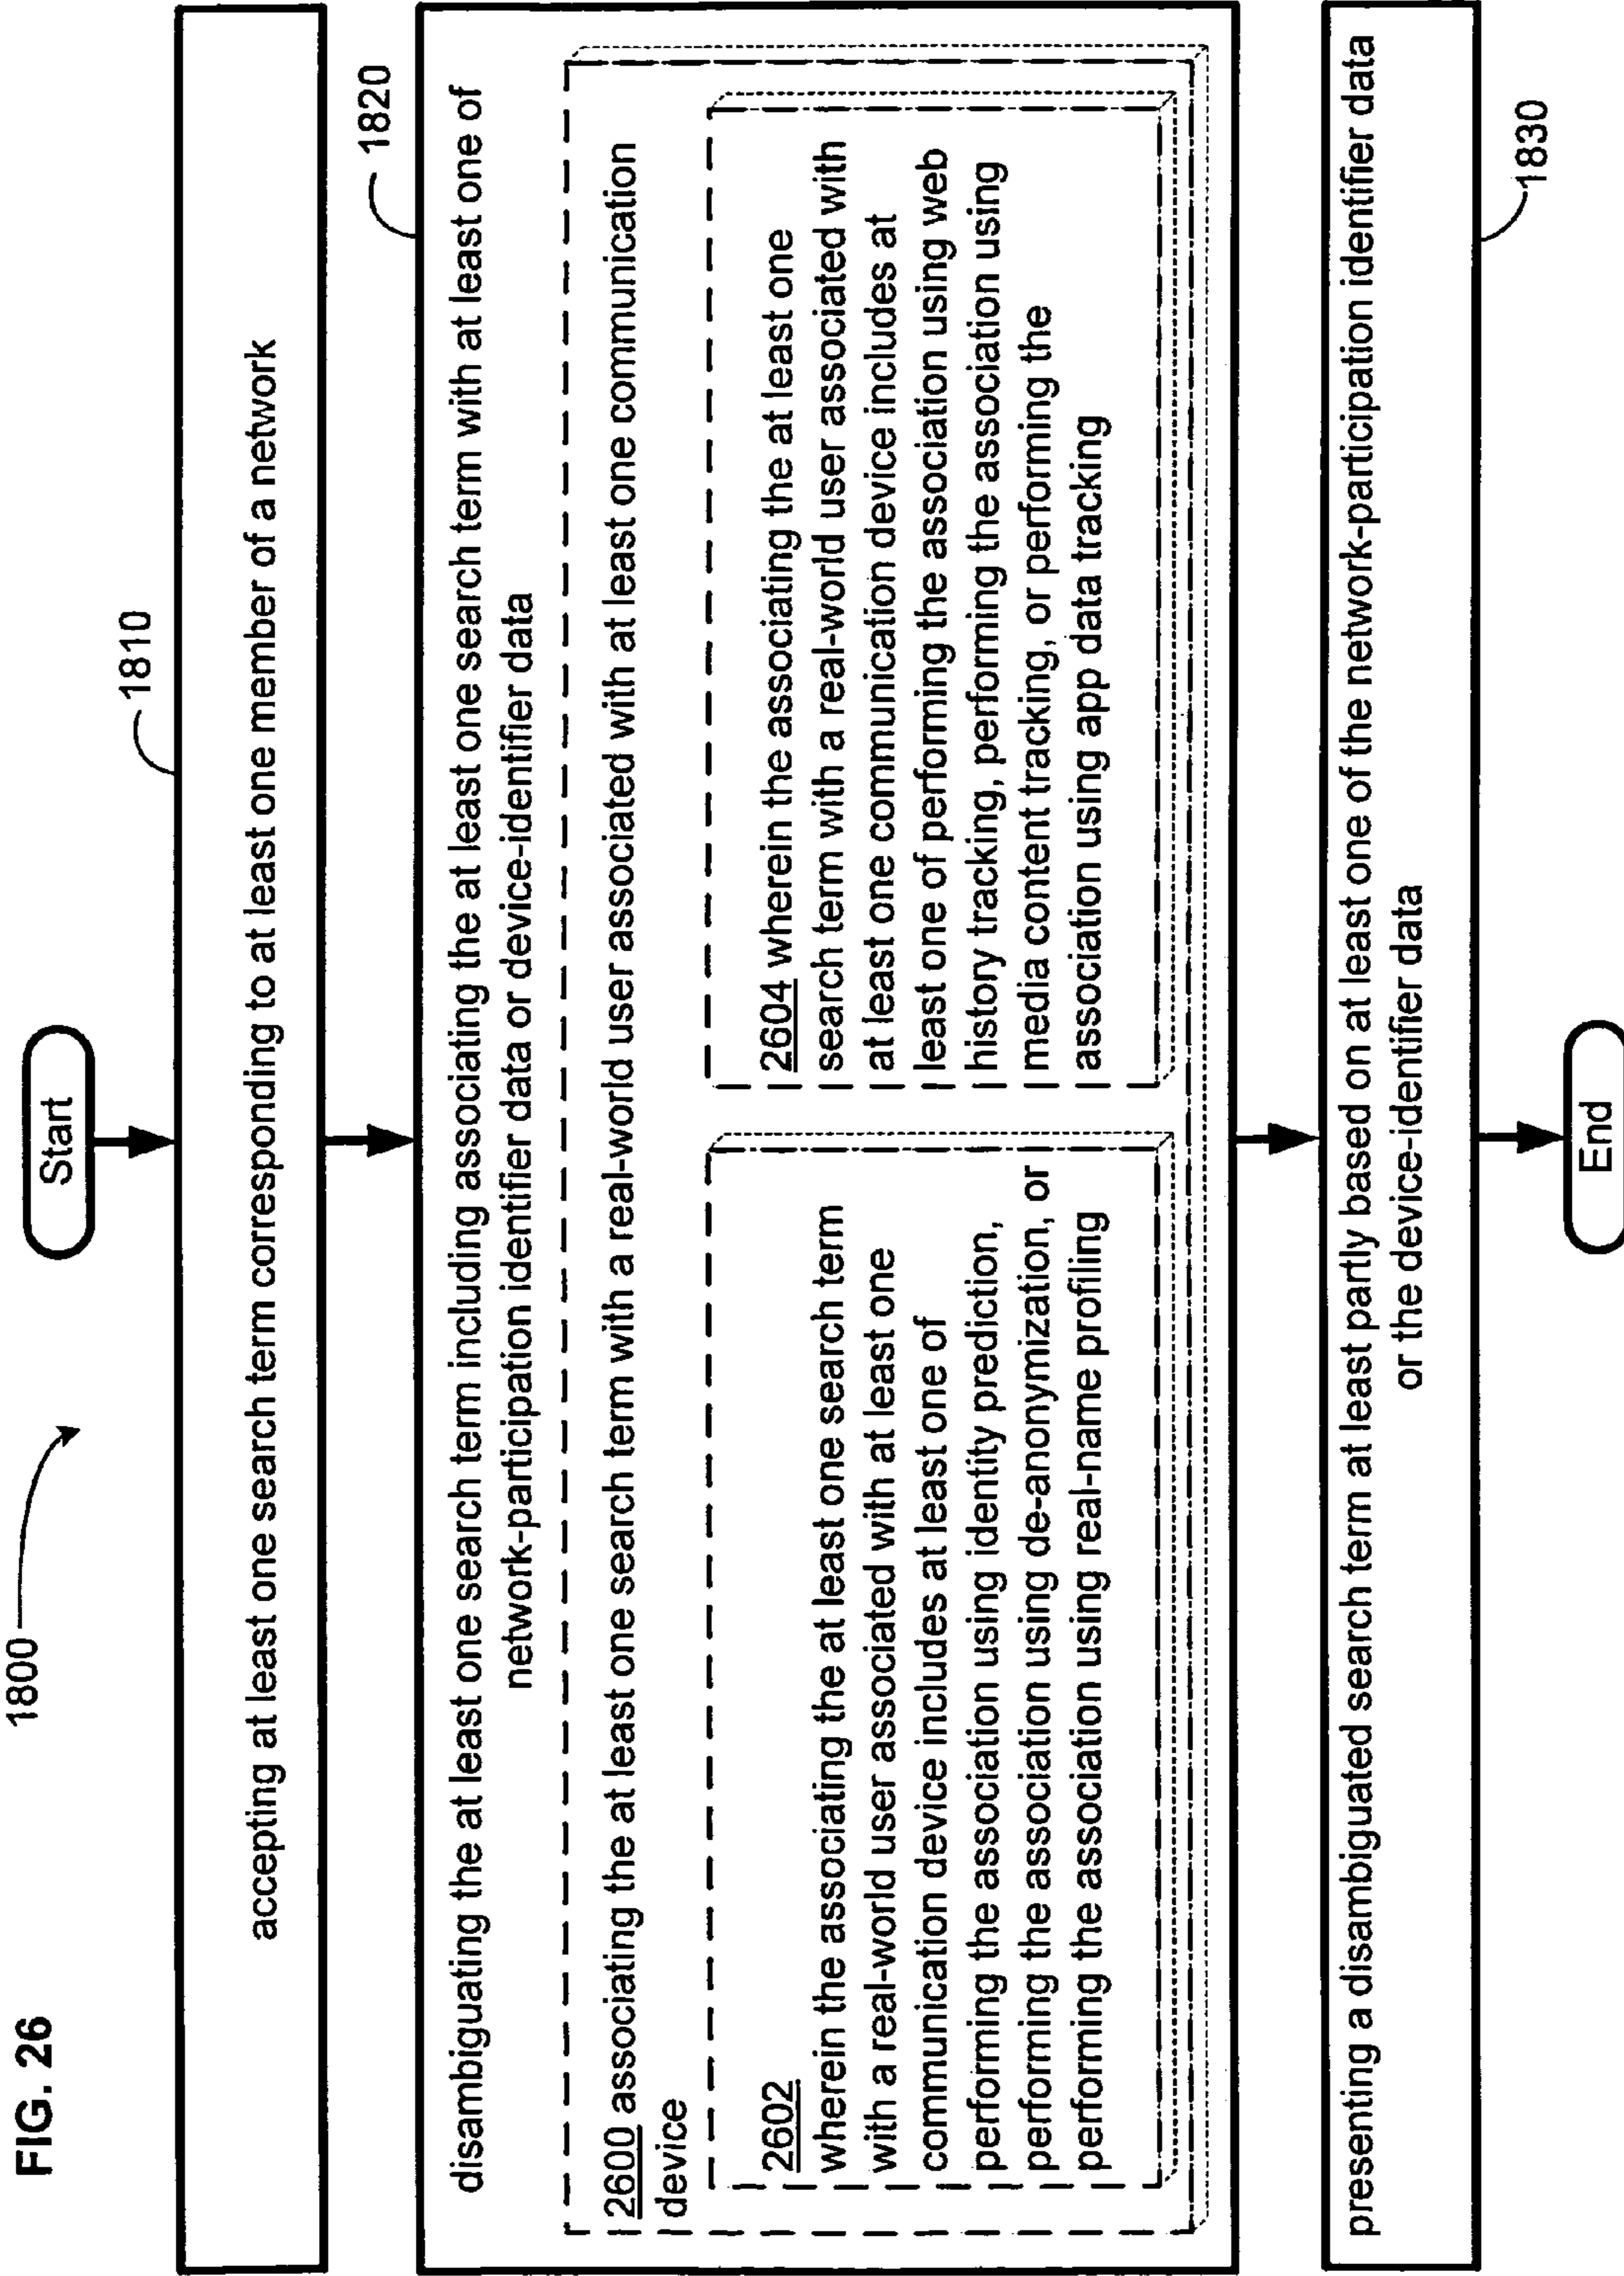 FIG. 26
1800
Start
1810
accepting at least one search term corresponding to at least one member of a network
1820
disambiguating the at least one search term including associating the at least one search term with at least one of
network-participation identifier data or device-identifier data
2600 associating the at least one search term with a real-world user associated with at least one communication
device
2602
wherein the associating the at least one search term
with a real-world user associated with at least one
communication device includes at least one of
performing the association using identity prediction,
performing the association using de-anonymization, or
performing the association using real-name profiling
2604 wherein the associating the at least one
search term with a real-world user associated with
at least one communication device includes at
least one of performing the association using web
history tracking, performing the association using
media content tracking, or performing the
association using app data tracking
presenting a disambiguated search term at least partly based on at least one of the network-participation identifier data
or the device-identifier data
1830
End